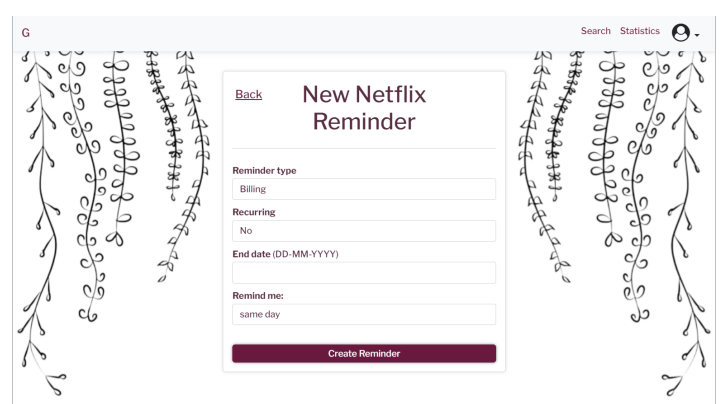 G
Search Statistics
Back
New Netflix
Reminder
Reminder type
Billing
Recurring
No
End date (DD-MM-YYYY)
Remind me:
same day
Create Reminder